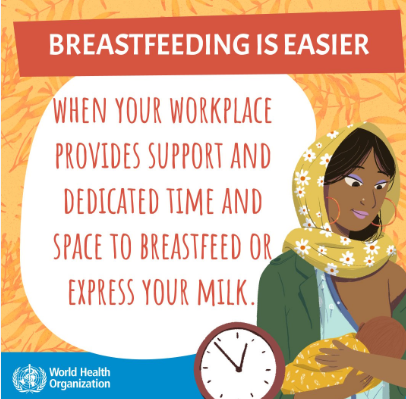 BREASTFEEDING IS EASIER
WHEN YOUR WORKPLACE
PROVIDES SUPPORT AND
DEDICATED TIME AND
SPACE TO BREASTFEED OR
EXPRESS YOUR MILK.
World Health
Organization